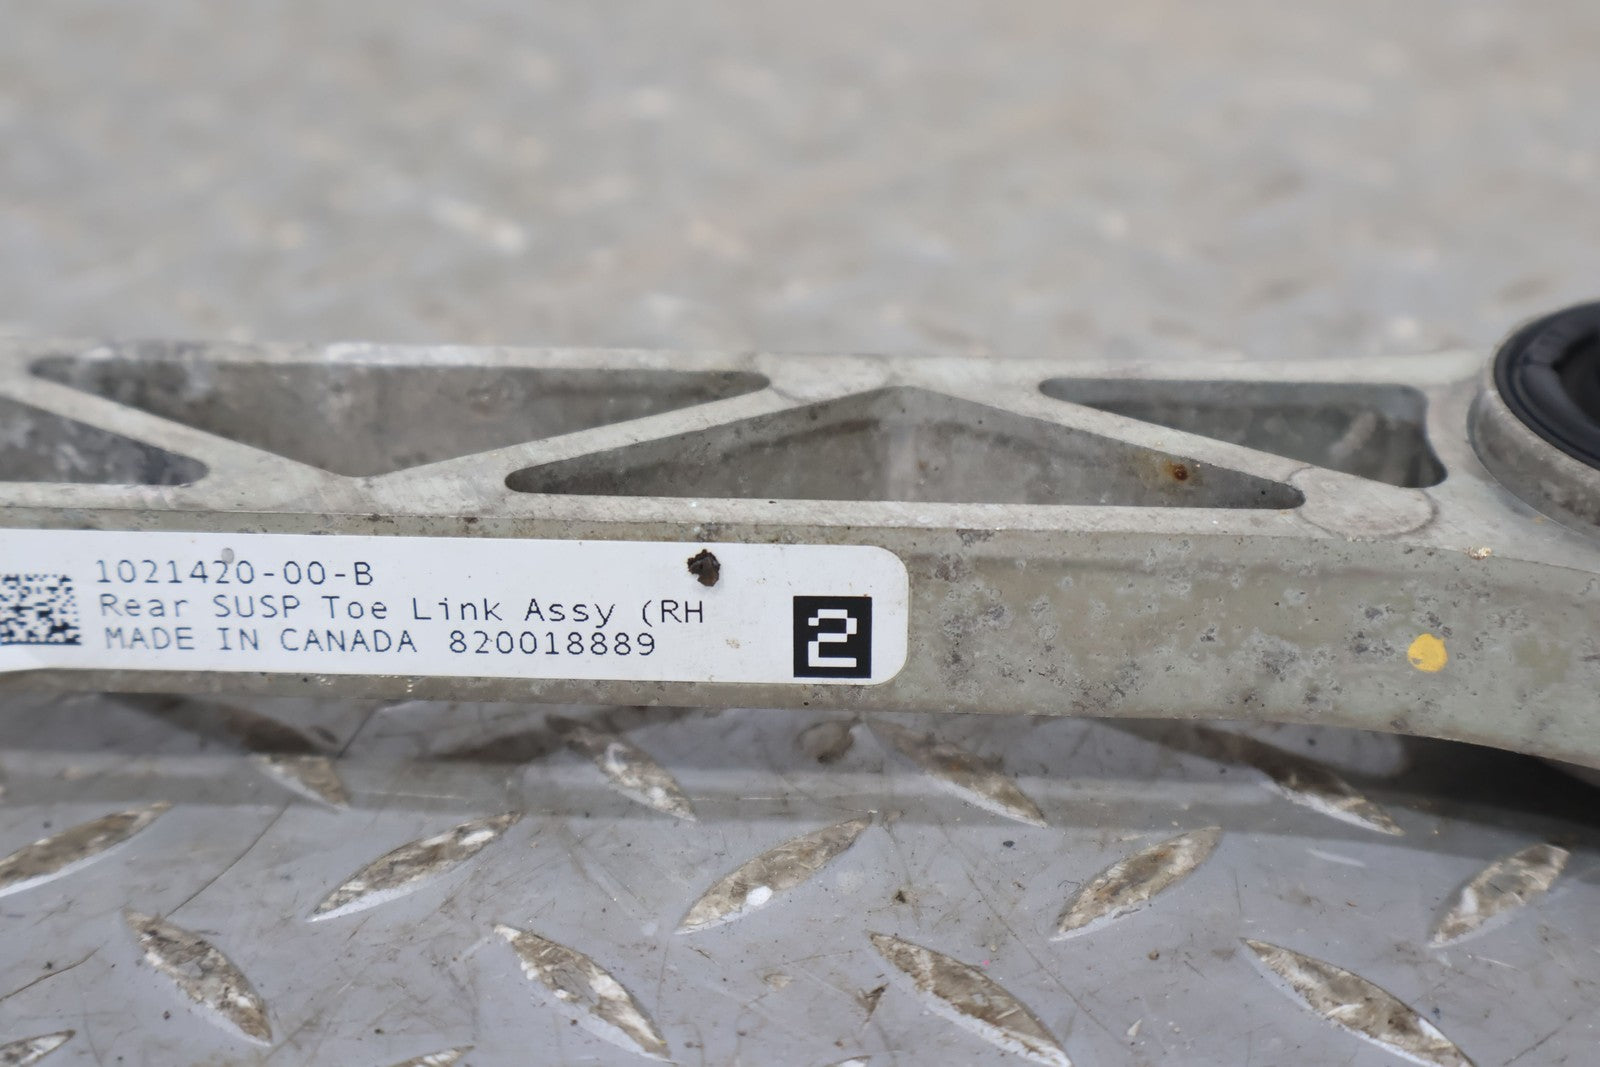 1021420-00-B
Rear SUSP Toe Link Assy (RH
MADE IN CANADA 820018889
2